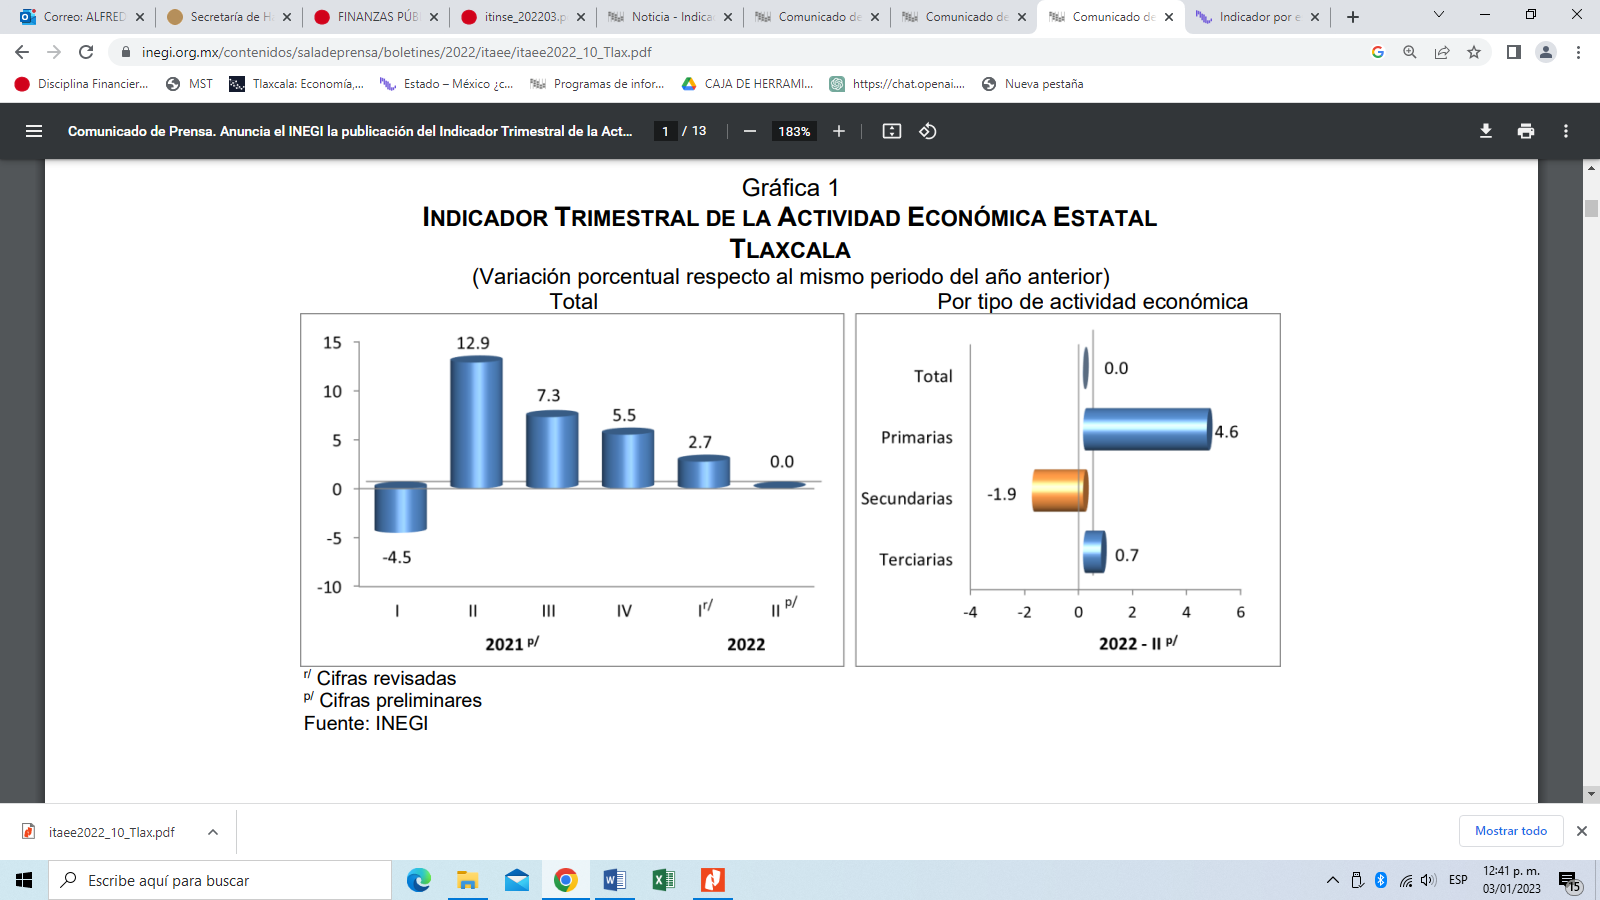 Correo: ALFRED
Secretaría de H
FINANZAS PÚB
itinse_202203.p
Noticia - Indica
Comunicado de
Comunicado de
Comunicado de
Indicador por e
inegi.org.mx/contenidos/saladeprensa/boletines/2022/itaee/itaee2022_10_Tlax.pdf
Disciplina Financier...
MST
Tlaxcala: Economía,...
Estado – México ¿c...
Programas de infor...
CAJA DE HERRAMI...
https://chat.openai....
Nueva pestaña
Comunicado de Prensa. Anuncia el INEGI la publicación del Indicador Trimestral de la Act...
1 / 13
183%
Gráfica 1
INDICADOR TRIMESTRAL DE LA ACTIVIDAD ECONÓMICA ESTATAL
TLAXCALA
(Variación porcentual respecto al mismo periodo del año anterior)
Total
15
10
5
0
-5
-10
-4.5
12.9
7.3
5.5
2.7
0.0
I
II
III
IV
I r/
II p/
2021 p/
2022
Por tipo de actividad económica
Total
0.0
Primarias
4.6
Secundarias
-1.9
Terciarias
0.7
-4
-2
0
2
4
6
2022 - II p/
r/ Cifras revisadas
p/ Cifras preliminares
Fuente: INEGI
itaee2022_10_Tlax.pdf
Mostrar todo
Escribe aquí para buscar
ESP
12:41 p. m.
03/01/2023
15